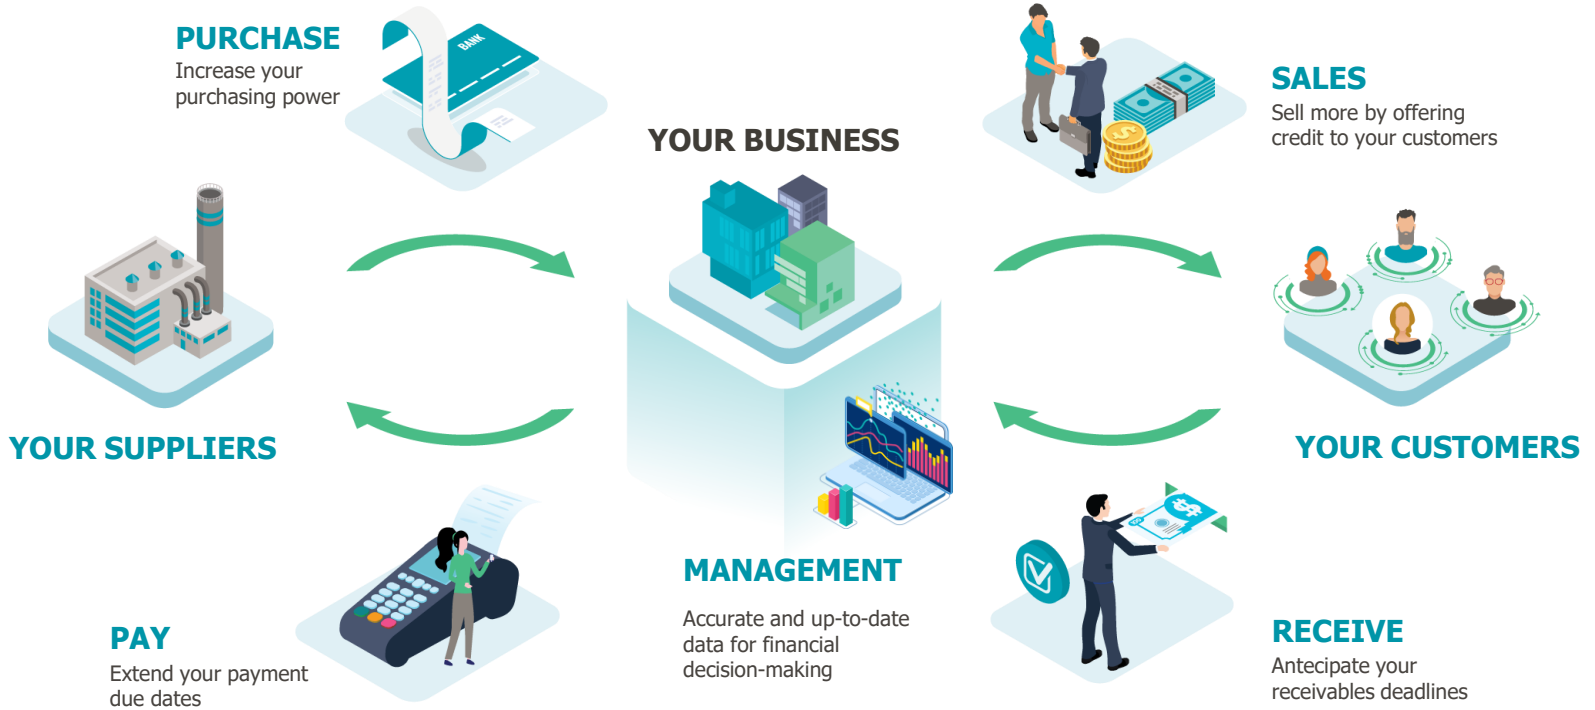 PURCHASE
Increase your
purchasing power
BANK
YOUR BUSINESS
SALES
Sell more by offering
credit to your customers
YOUR SUPPLIERS
YOUR CUSTOMERS
PAY
Extend your payment
due dates
MANAGEMENT
Accurate and up-to-date
data for financial
decision-making
RECEIVE
Antecipate your
receivables deadlines